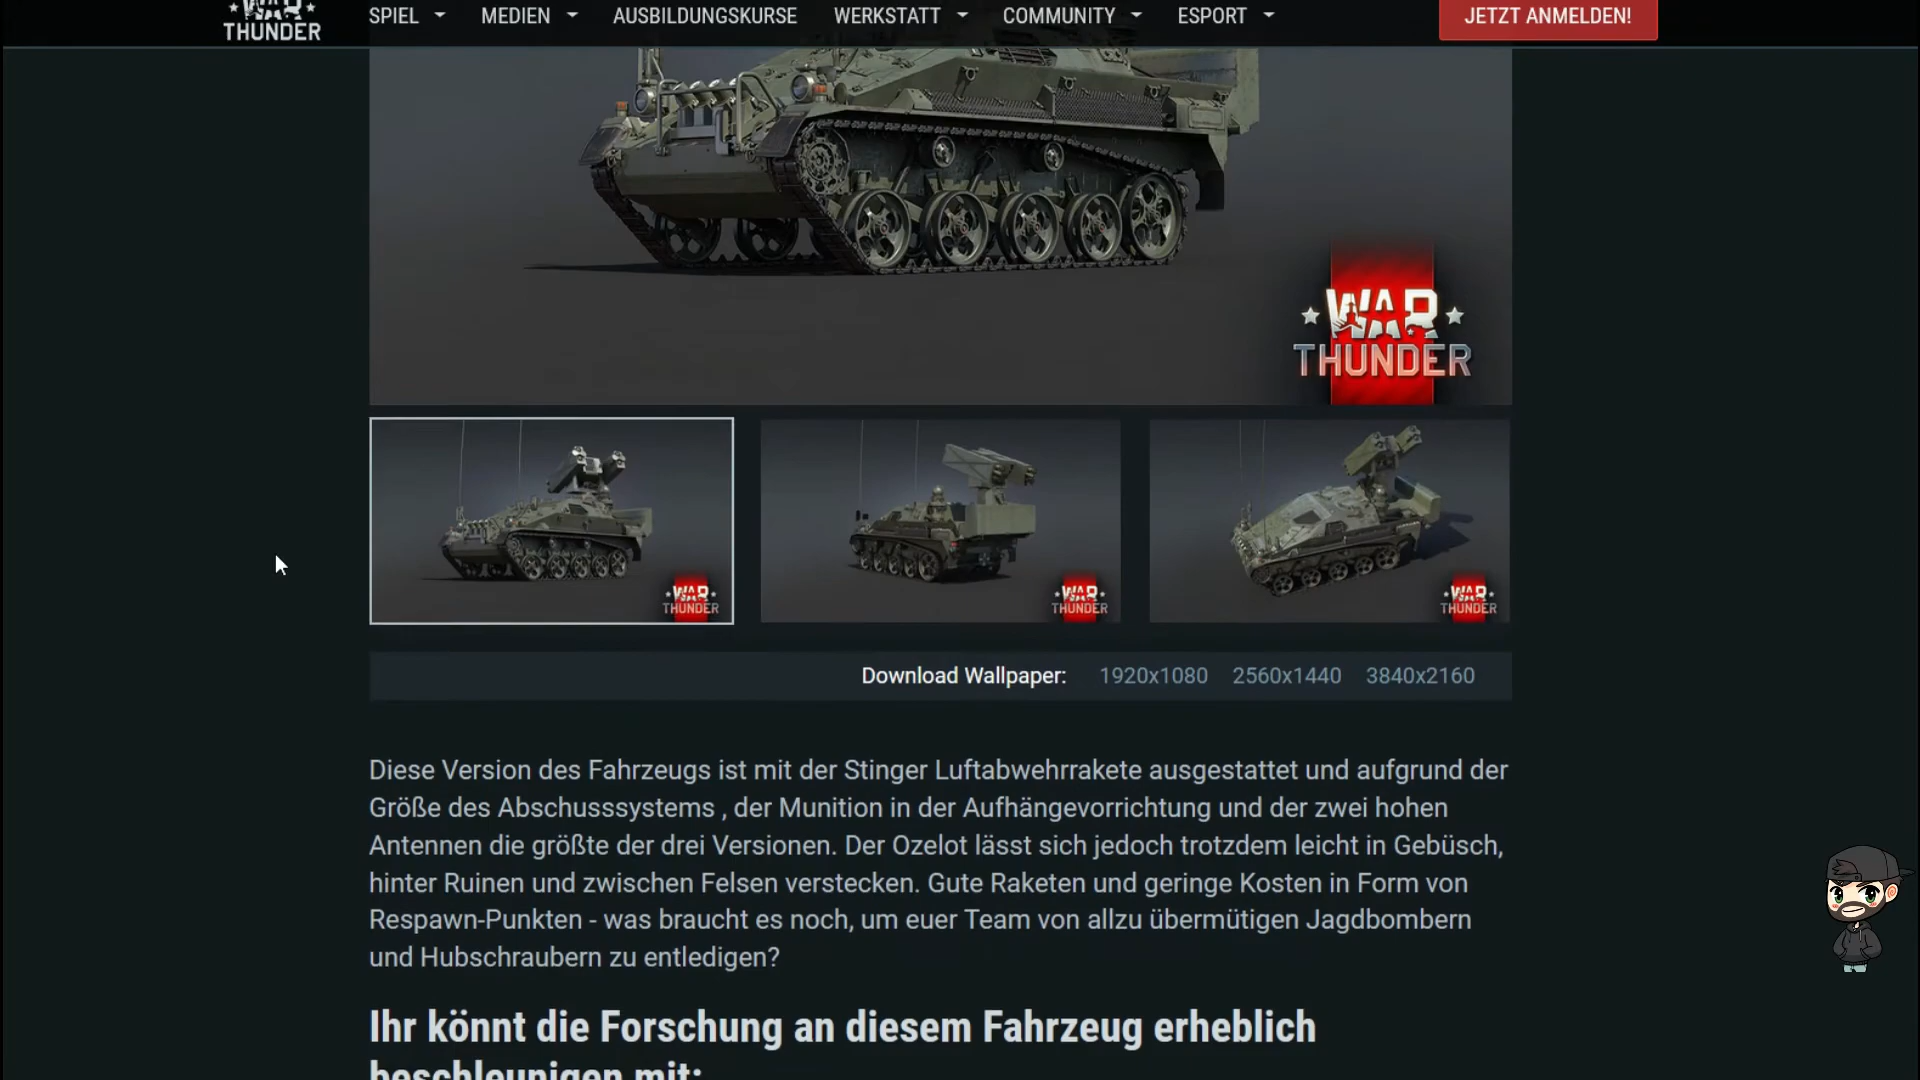 WAR
THUNDER
SPIEL
MEDIEN
AUSBILDUNGSKURSE
WERKSTATT
COMMUNITY
ESPORT
JETZT ANMELDEN!
WAR
THUNDER
WAR
THUNDER
WAR
THUNDER
WAR
THUNDER
Download Wallpaper: 1920x1080 2560x1440 3840x2160
Diese Version des Fahrzeugs ist mit der Stinger Luftabwehrrakete ausgestattet und aufgrund der
Größe des Abschusssystems , der Munition in der Aufhängevorrichtung und der zwei hohen
Antennen die größte der drei Versionen. Der Ozelot lässt sich jedoch trotzdem leicht in Gebüsch,
hinter Ruinen und zwischen Felsen verstecken. Gute Raketen und geringe Kosten in Form von
Respawn-Punkten - was braucht es noch, um euer Team von allzu übermütigen Jagdbombern
und Hubschraubern zu entledigen?
Ihr könnt die Forschung an diesem Fahrzeug erheblich
beschleunigen mit: